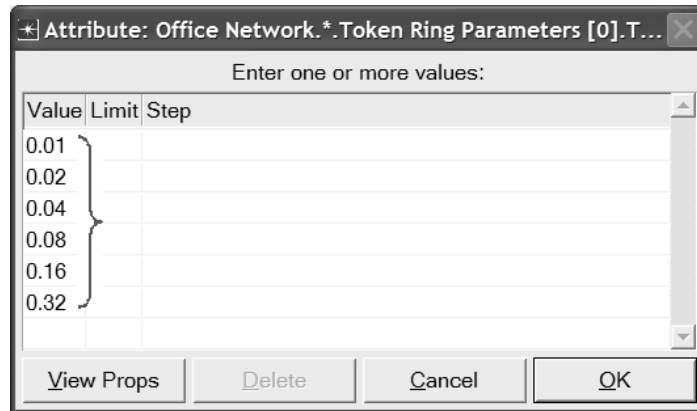 Attribute: Office Network.*.Token Ring Parameters [0].T...
Enter one or more values:
Value Limit Step
0.01
0.02
0.04
0.08
0.16
0.32
View Props Delete Cancel OK